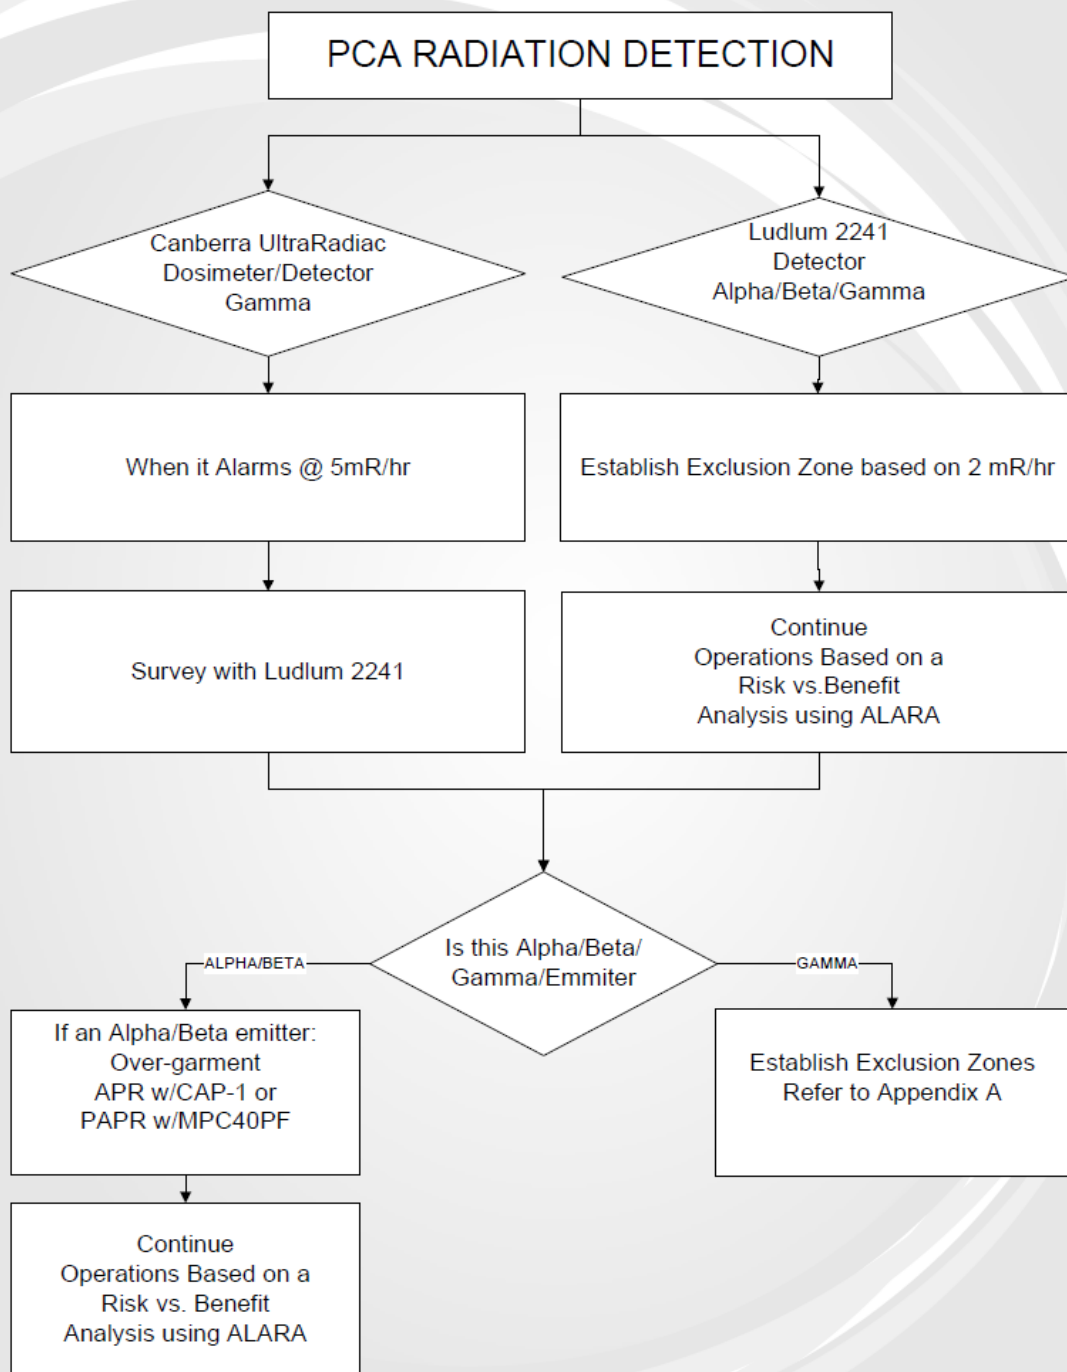 PCA RADIATION DETECTION
Canberra UltraRadiac
Dosimeter/Detector
Gamma
Ludlum 2241
Detector
Alpha/Beta/Gamma
When it Alarms @ 5mR/hr
Establish Exclusion Zone based on 2 mR/hr
Survey with Ludlum 2241
Continue
Operations Based on a
Risk vs.Benefit
Analysis using ALARA
Is this Alpha/Beta/
Gamma/Emmiter
ALPHA/BETA
GAMMA
If an Alpha/Beta emitter:
Over-garment
APR w/CAP-1 or
PAPR w/MPC40PF
Establish Exclusion Zones
Refer to Appendix A
Continue
Operations Based on a
Risk vs. Benefit
Analysis using ALARA